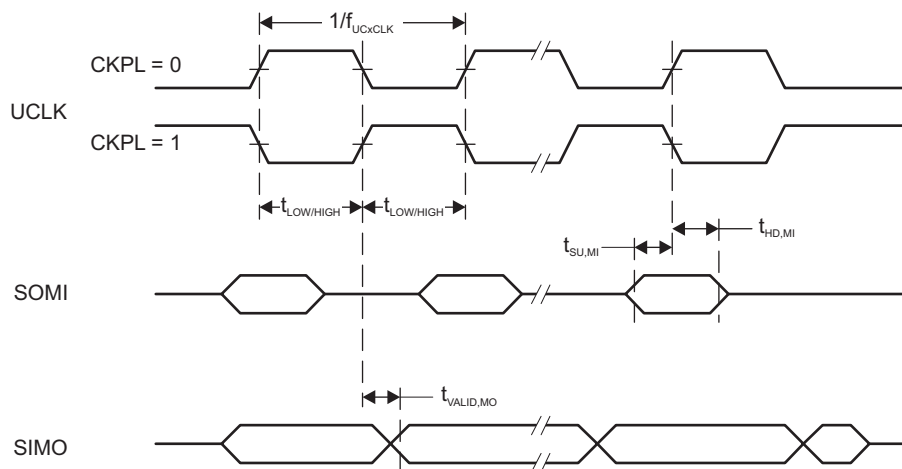 1/fUCxCLK
CKPL = 0
UCLK
CKPL = 1
tLOW/HIGH tLOW/HIGH
tSU,MI tHD,MI
SOMI
tVALID,MO
SIMO